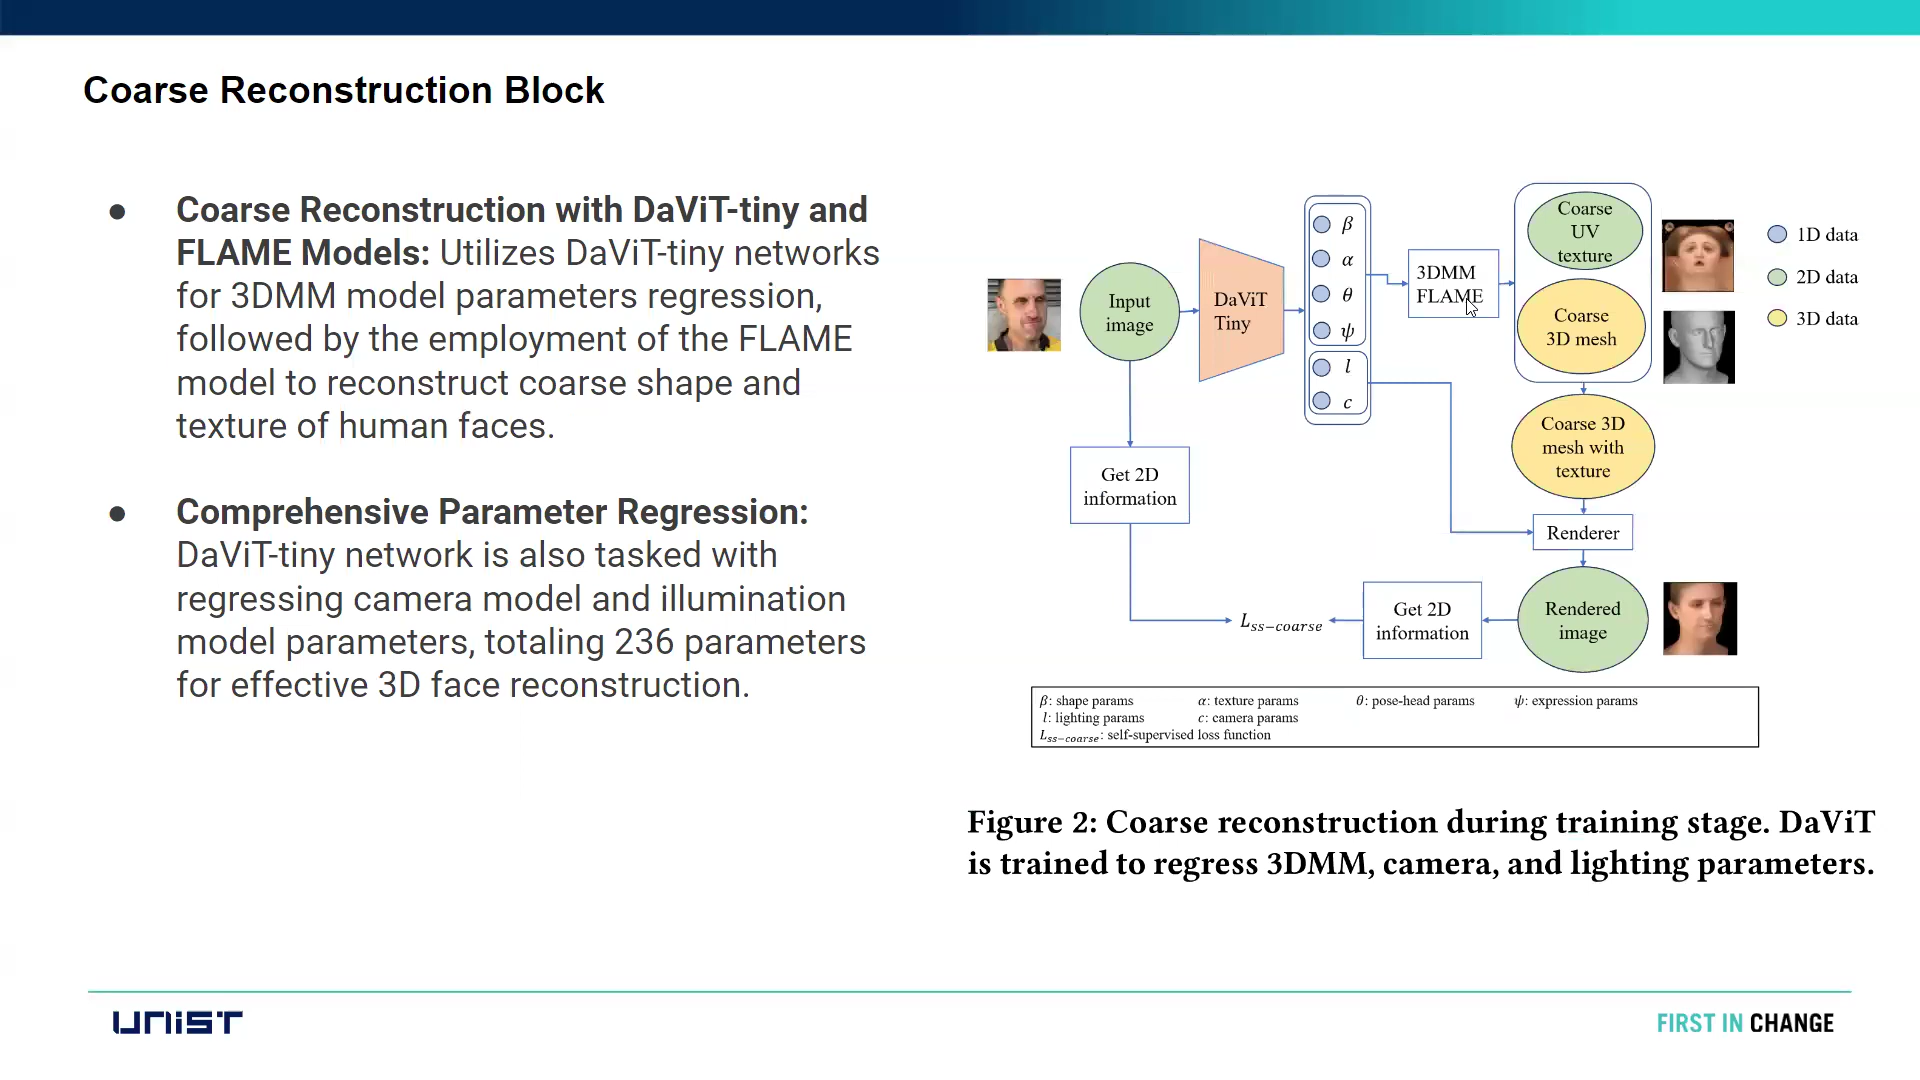 Coarse Reconstruction Block
● Coarse Reconstruction with DaViT-tiny and
FLAME Models: Utilizes DaViT-tiny networks
for 3DMM model parameters regression,
followed by the employment of the FLAME
model to reconstruct coarse shape and
texture of human faces.
● Comprehensive Parameter Regression:
DaViT-tiny network is also tasked with
regressing camera model and illumination
model parameters, totaling 236 parameters
for effective 3D face reconstruction.
Input
image
DaViT
Tiny
β
α
θ
ψ
l
c
3DMM
FLAME
Coarse
UV
texture
Coarse
3D mesh
1D data
2D data
3D data
Coarse 3D
mesh with
texture
Get 2D
information
Renderer
L_{ss-coarse}
Get 2D
information
Rendered
image
β: shape params α: texture params θ: pose-head params ψ: expression params
l: lighting params c: camera params
L_{ss-coarse}: self-supervised loss function
Figure 2: Coarse reconstruction during training stage. DaViT
is trained to regress 3DMM, camera, and lighting parameters.
UNIST
FIRST IN CHANGE